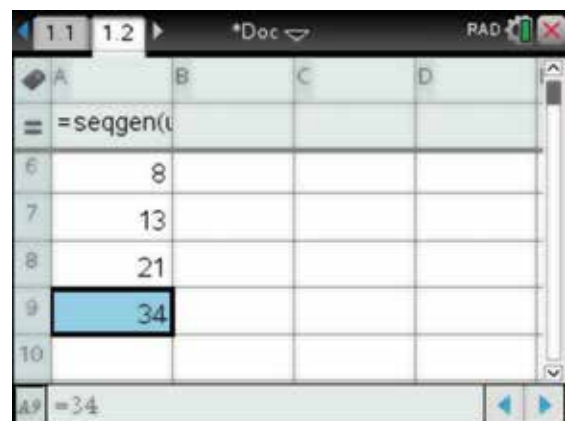 1.1 1.2 *Doc RAD
A B C D
= =seqgen(u
6 8
7 13
8 21
9 34
10
A9 =34